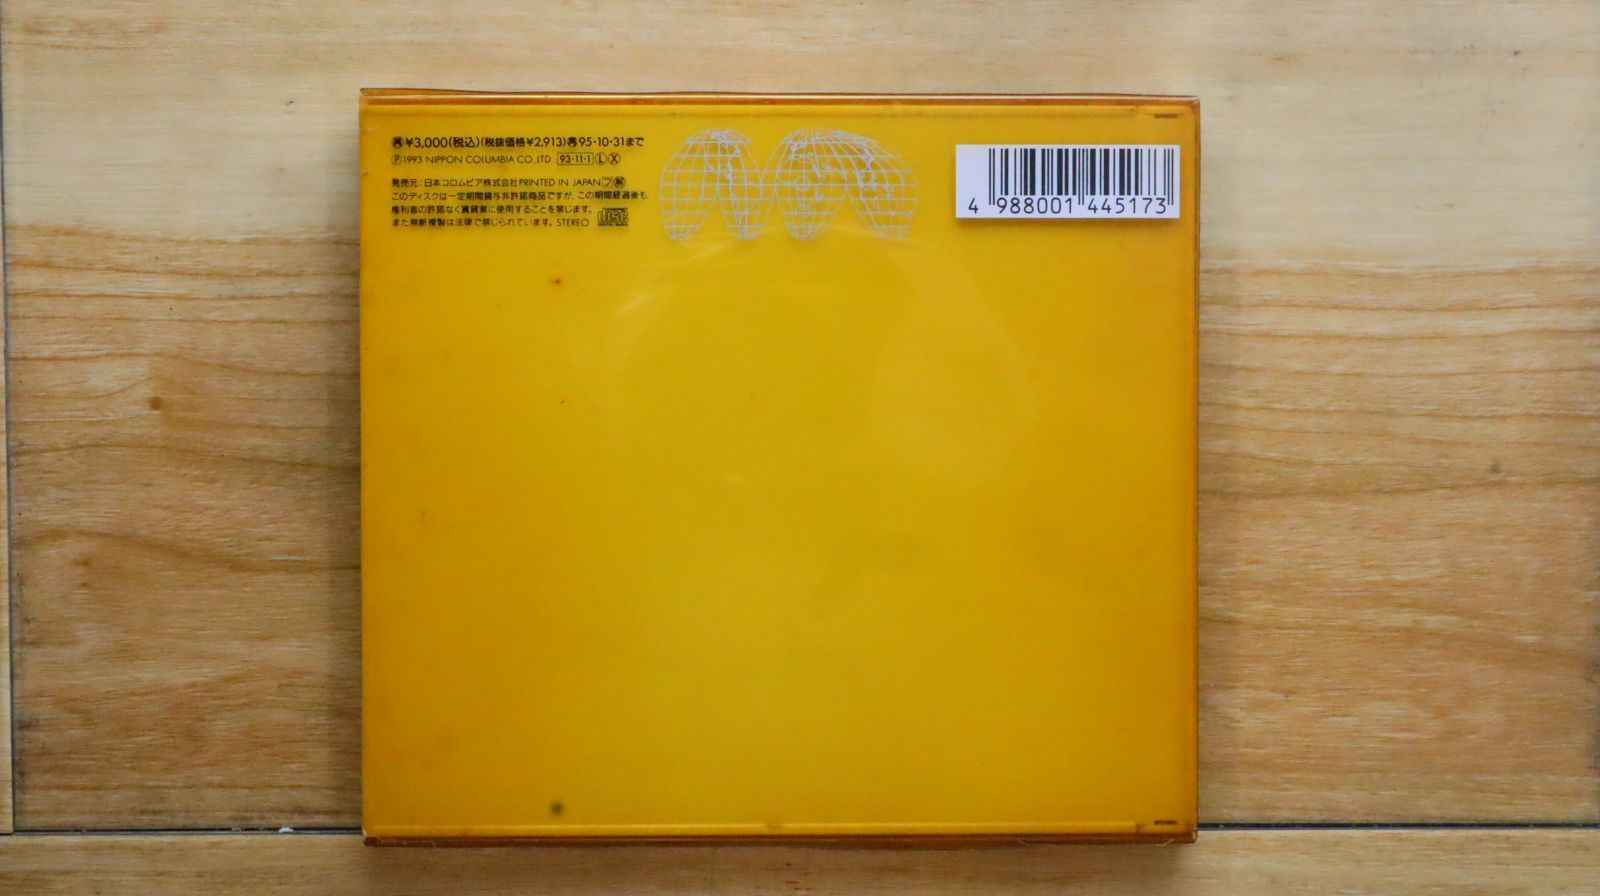 ㊢¥3,000(税込)(税抜価格¥2,913)㊢95・10・31まで
Ⓟ1993 NIPPON COLUMBIA CO. LTD 93・11・1 Ⓛ Ⓧ
発売元:日本コロムビア株式会社 PRINTED IN JAPAN
このディスクは一定期間貸与非許諾商品ですが、この期間経過後も
権利者の許諾なく賃貸業に使用することを禁じます。
また無断複製は法律で禁じられています。STEREO disc
4 988001 445173